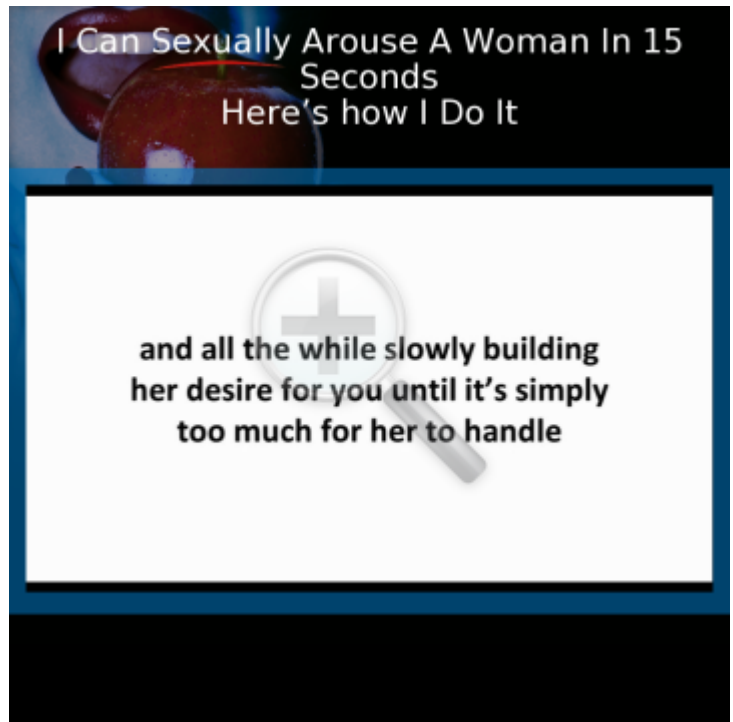 I Can Sexually Arouse A Woman In 15
Seconds
Here's how I Do It
and all the while slowly building
her desire for you until it’s simply
too much for her to handle